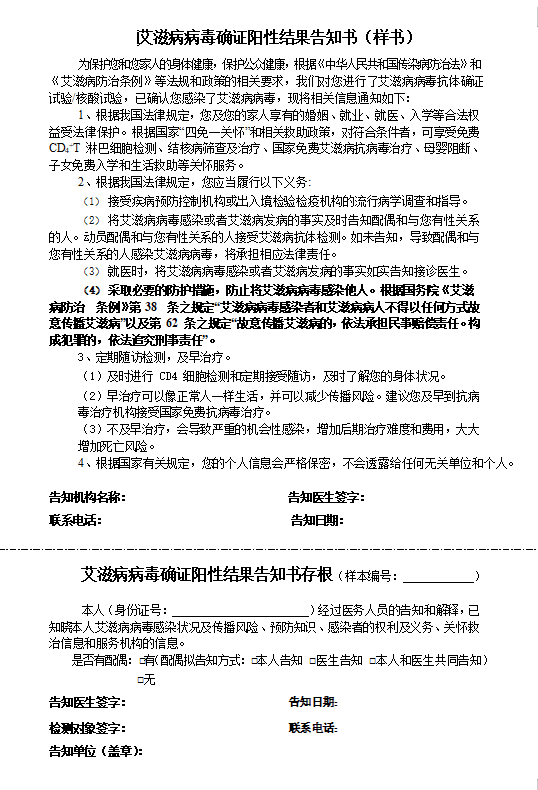 艾滋病病毒确证阳性结果告知书（样书）
为保护您和您家人的身体健康，保护公众健康，根据《中华人民共和国传染病防治法》和
《艾滋病防治条例》等法规和政策的相关要求，我们对您进行了艾滋病病毒抗体确证
试验/核酸试验，已确认您感染了艾滋病病毒，现将相关信息通知如下：
1、根据我国法律规定，您及您的家人享有的婚姻、就业、就医、入学等合法权
益受法律保护。根据国家“四免一关怀”和相关救助政策，对符合条件者，可享受免费
CD₄⁺T 淋巴细胞检测、结核病筛查及治疗、国家免费艾滋病抗病毒治疗、母婴阻断、
子女免费入学和生活救助等关怀服务。
2、根据我国法律规定，您应当履行以下义务:
（1） 接受疾病预防控制机构或出入境检验检疫机构的流行病学调查和指导。
（2） 将艾滋病病毒感染或者艾滋病发病的事实及时告知配偶和与您有性关系
的人。动员配偶和与您有性关系的人接受艾滋病抗体检测。如未告知，导致配偶和与
您有性关系的人感染艾滋病病毒，将承担相应法律责任。
（3） 就医时，将艾滋病病毒感染或者艾滋病发病的事实如实告知接诊医生。
（4） 采取必要的防护措施，防止将艾滋病病毒感染他人。根据国务院《艾滋
病防治 条例》第 38 条之规定“艾滋病病毒感染者和艾滋病病人不得以任何方式故
意传播艾滋病”以及第 62 条之规定“故意传播艾滋病的，依法承担民事赔偿责任。构
成犯罪的，依法追究刑事责任”。
3、定期随访检测，及早治疗。
（1）及时进行 CD4 细胞检测和定期接受随访，及时了解您的身体状况。
（2）早治疗可以像正常人一样生活，并可以减少传播风险。建议您及早到抗病
毒治疗机构接受国家免费抗病毒治疗。
（3）不及早治疗，会导致严重的机会性感染，增加后期治疗难度和费用，大大
增加死亡风险。
4、根据国家有关规定，您的个人信息会严格保密，不会透露给任何无关单位和个人。
告知机构名称： 告知医生签字：
联系电话： 告知日期：
艾滋病病毒确证阳性结果告知书存根（样本编号：__________）
本人（身份证号：____________________）经过医务人员的告知和解释，已
知晓本人艾滋病病毒感染状况及传播风险、预防知识、感染者的权利及义务、关怀救
治信息和服务机构的信息。
是否有配偶：□有（配偶拟告知方式：□本人告知 □医生告知 □本人和医生共同告知）
□无
告知医生签字： 告知日期：
检测对象签字： 联系电话：
告知单位（盖章）：